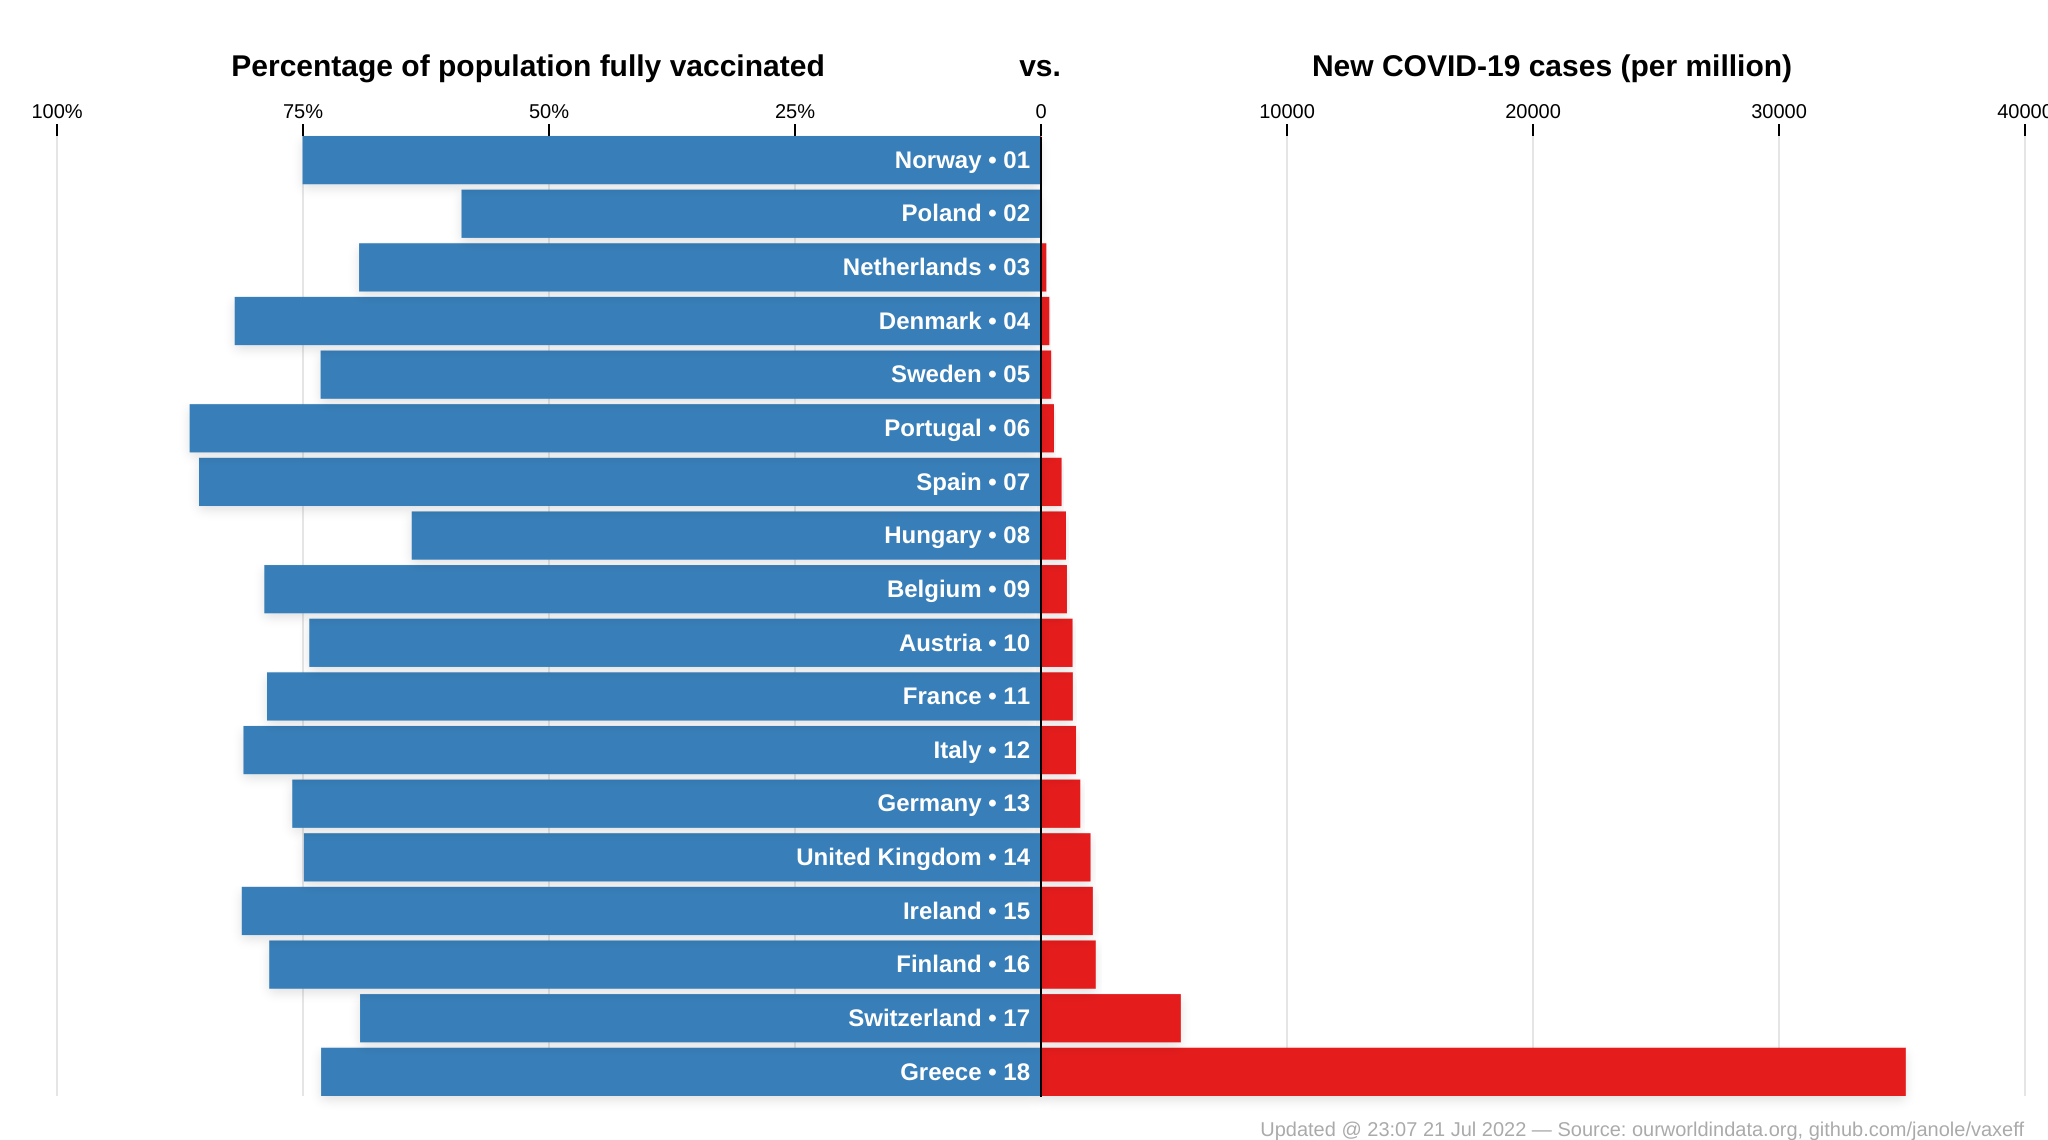 Percentage of population fully vaccinated vs. New COVID-19 cases (per million)
100% 75% 50% 25% 0 10000 20000 30000 40000
Norway • 01
Poland • 02
Netherlands • 03
Denmark • 04
Sweden • 05
Portugal • 06
Spain • 07
Hungary • 08
Belgium • 09
Austria • 10
France • 11
Italy • 12
Germany • 13
United Kingdom • 14
Ireland • 15
Finland • 16
Switzerland • 17
Greece • 18
Updated @ 23:07 21 Jul 2022 — Source: ourworldindata.org, github.com/janole/vaxeff